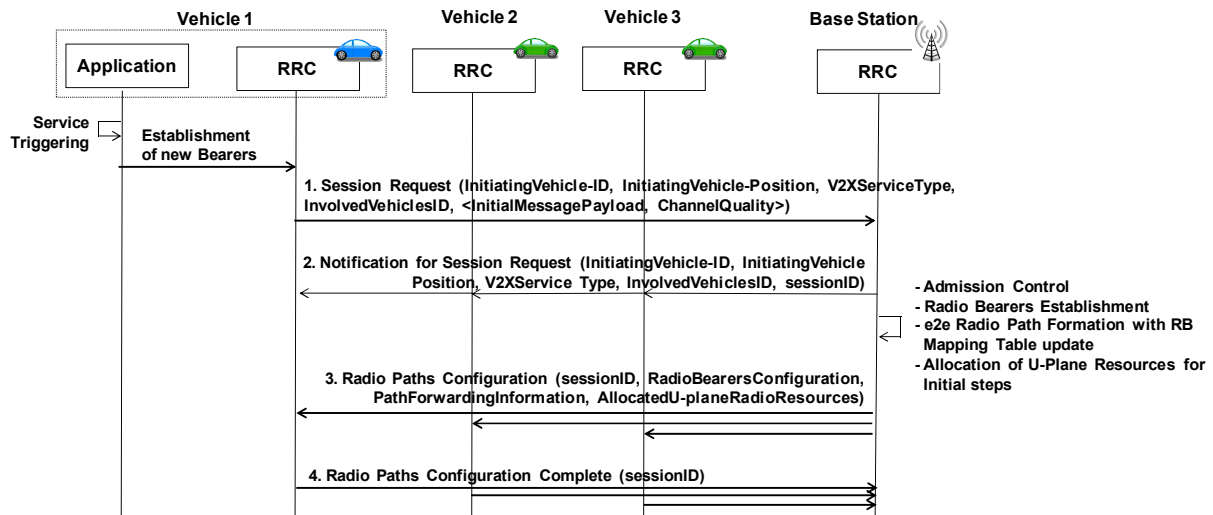 Vehicle 1
Vehicle 2
Vehicle 3
Base Station
Application
RRC
RRC
RRC
RRC
Service
Triggering
Establishment
of new Bearers
1. Session Request (InitiatingVehicle-ID, InitiatingVehicle-Position, V2XServiceType,
InvolvedVehiclesID, <InitialMessagePayload, ChannelQuality>)
2. Notification for Session Request (InitiatingVehicle-ID, InitiatingVehicle
Position, V2XService Type, InvolvedVehiclesID, sessionID)
- Admission Control
- Radio Bearers Establishment
- e2e Radio Path Formation with RB
Mapping Table update
- Allocation of U-Plane Resources for
Initial steps
3. Radio Paths Configuration (sessionID, RadioBearersConfiguration,
PathForwardingInformation, AllocatedU-planeRadioResources)
4. Radio Paths Configuration Complete (sessionID)